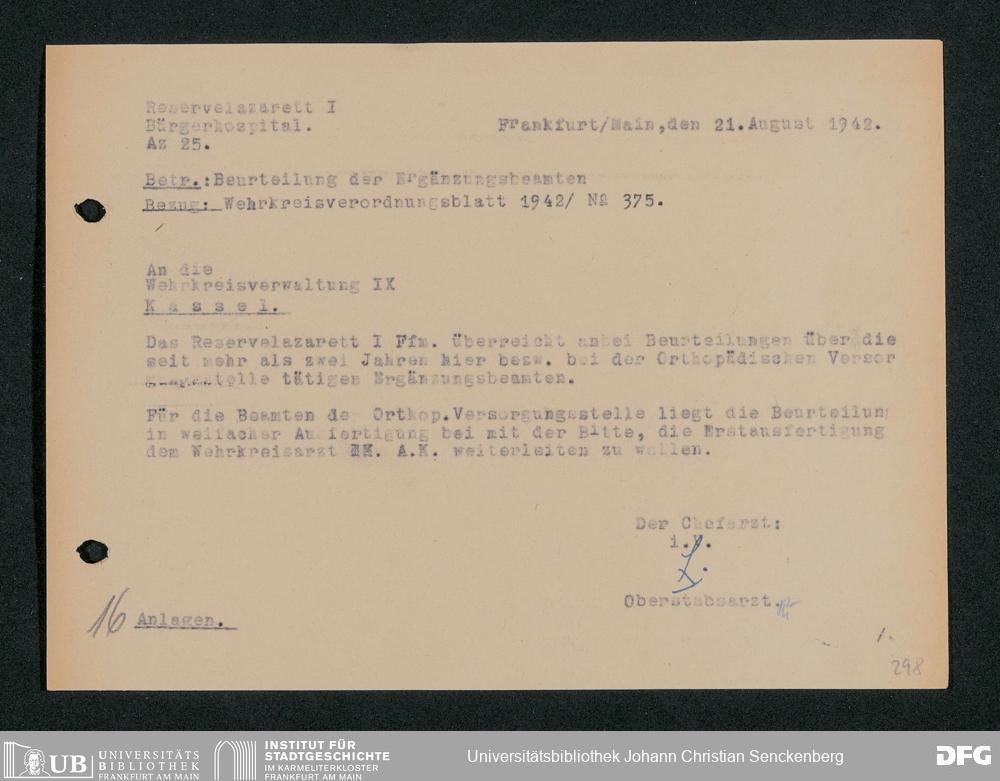 Reservelazarett I
Bürgerhospital.
Frankfurt/Main,den 21.August 1942.
Az 25.
Betr.:Beurteilung der Ergänzungsbeamten
Bezug: Wehrkreisverordnungsblatt 1942/ No 375.
An die
Wehrkreisverwaltung IX
K a s s e l.
Das Reservelazarett I Ffm. überreicht anbei Beurteilungen über die
seit mehr als zwei Jahren hier bezw. bei der Orthopädischen Versor
gungsstelle tätigen Ergänzungsbeamten.
Für die Beamten de Orthop.Versorgungsstelle liegt die Beurteilun
in weifacher Ausfertigung bei mit der Bitte, die Erstausfertigung
dem Wehrkreisarzt IX. A.K. weiterleiten zu wollen.
Der Chefarzt:
i.V.
Oberstabsarzt.
16 Anlagen.
298
UB UNIVERSITÄTS
BIBLIOTHEK
FRANKFURT AM MAIN
INSTITUT FÜR
STADTGESCHICHTE
IM KARMELITERKLOSTER
FRANKFURT AM MAIN
Universitätsbibliothek Johann Christian Senckenberg
DFG